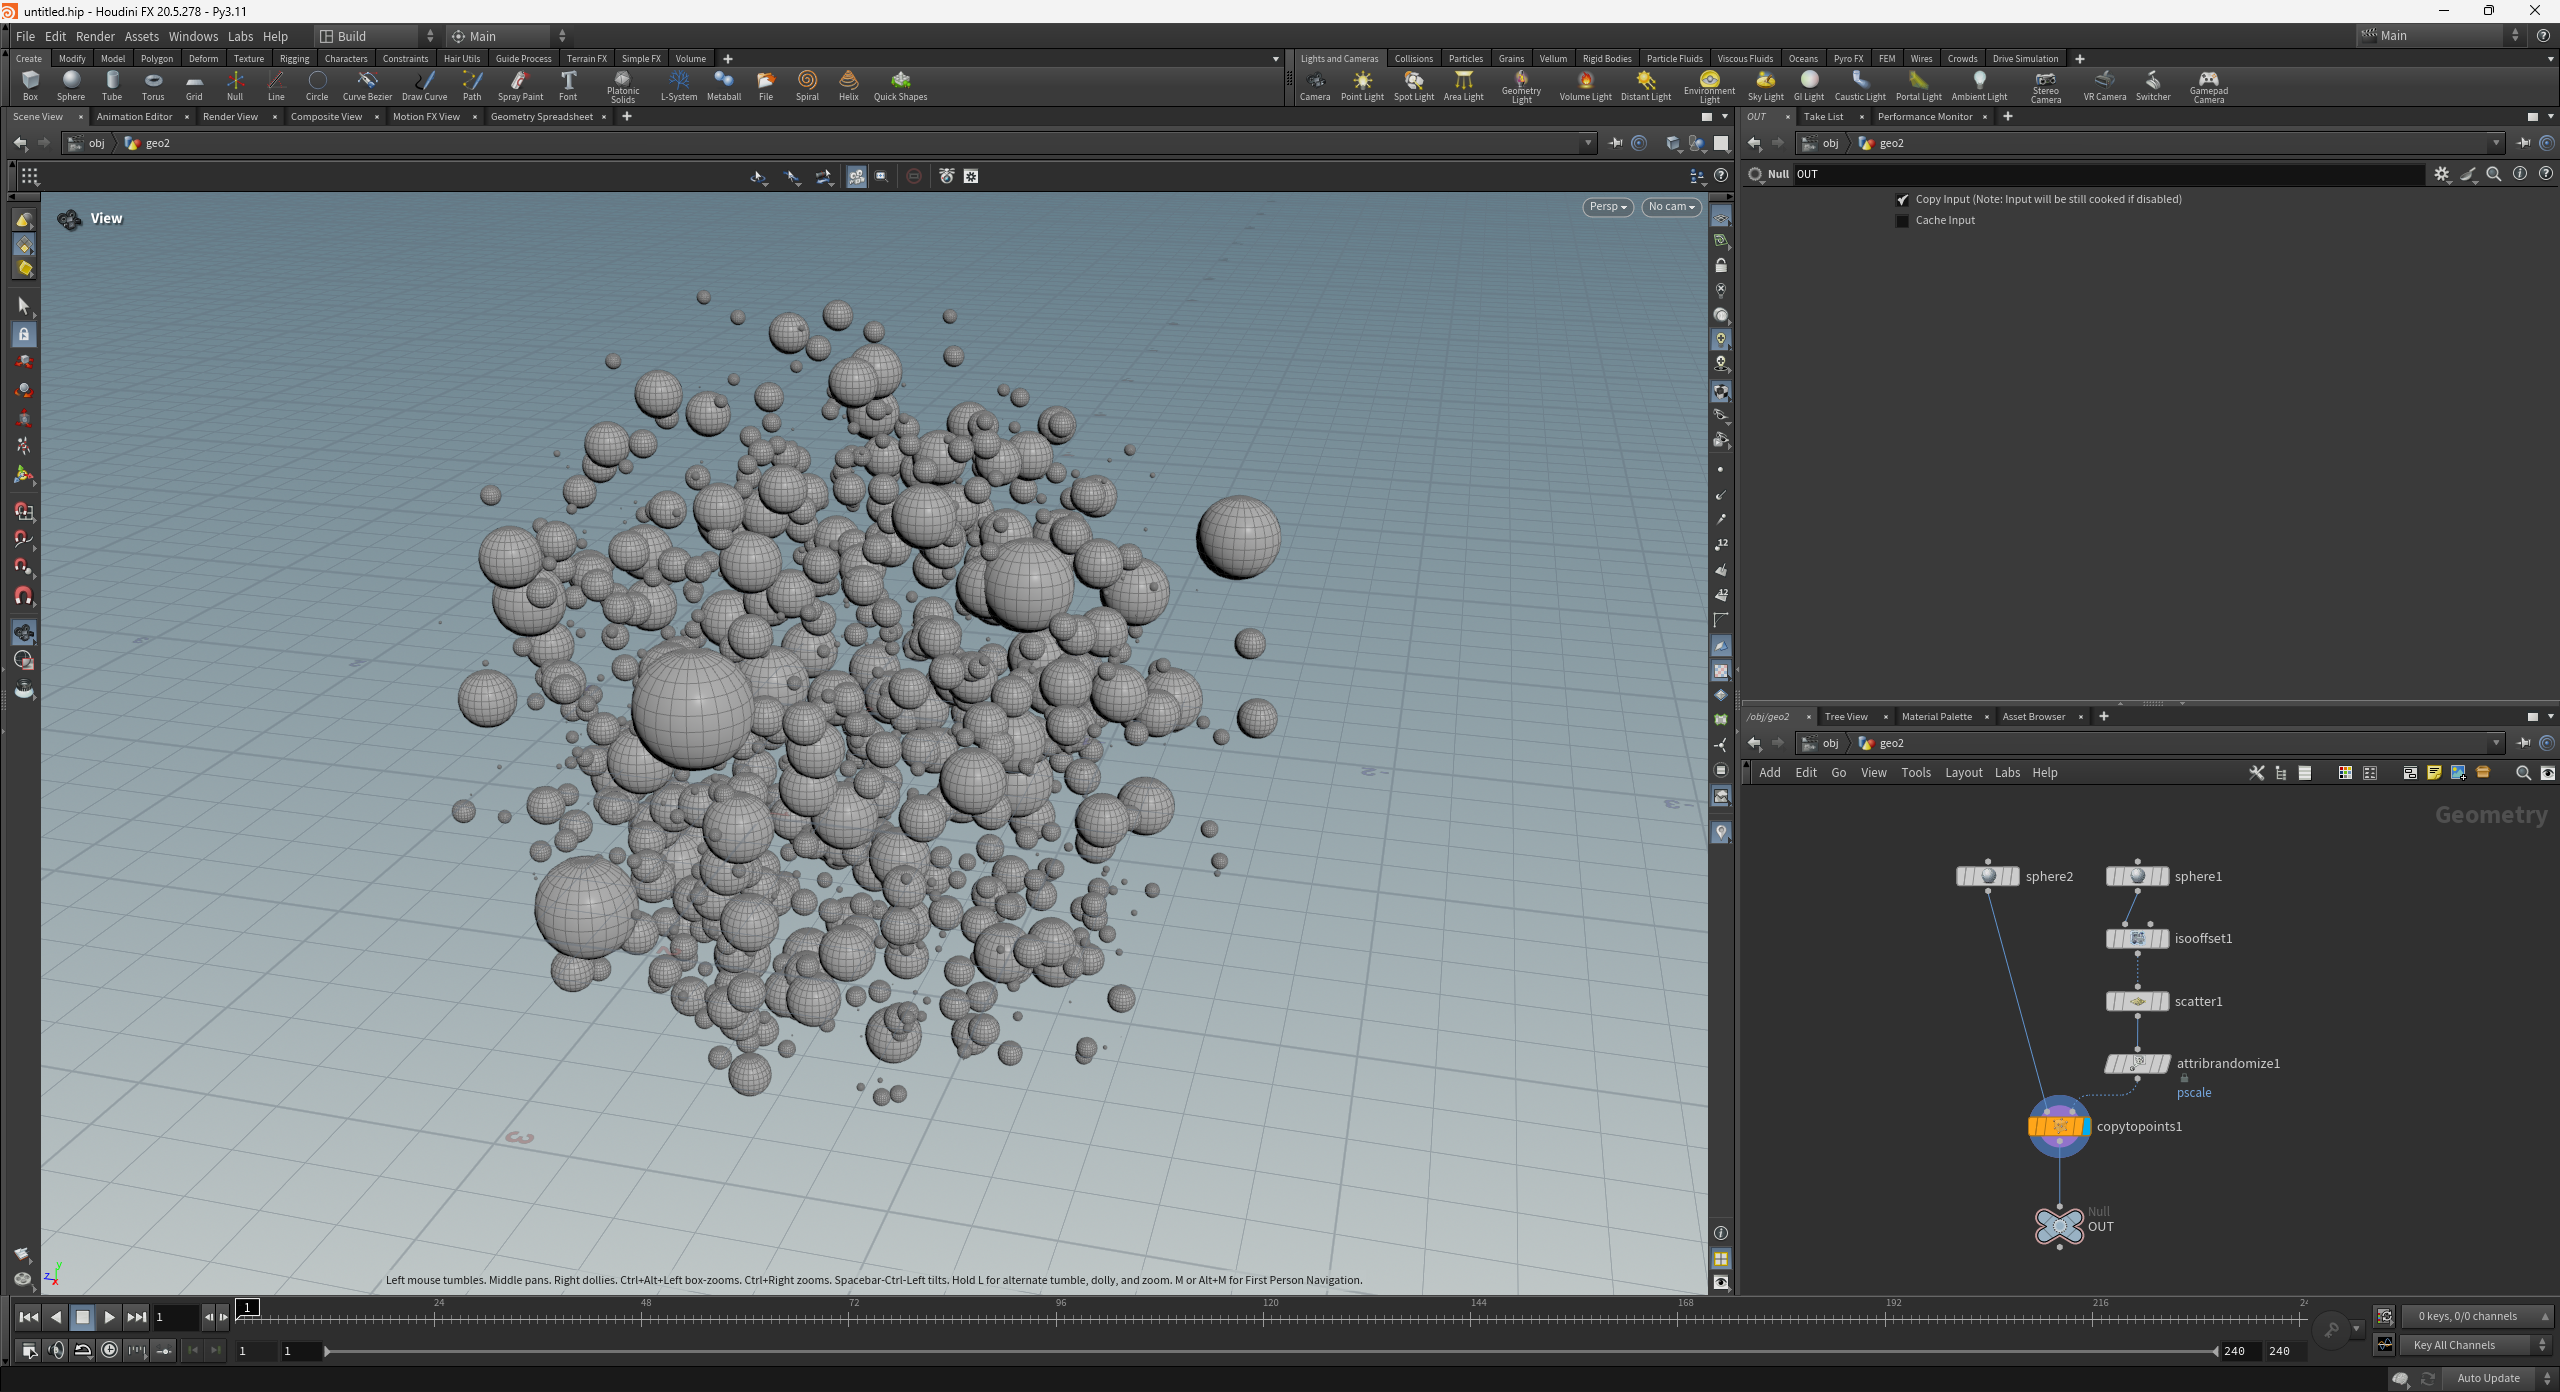 untitled.hip - Houdini FX 20.5.278 - Py3.11
File Edit Render Assets Windows Labs Help Build Main Main
Create Modify Model Polygon Deform Texture Rigging Characters Constraints Hair Utils Guide Process Terrain FX Simple FX Volume
Lights and Cameras Collisions Particles Grains Vellum Rigid Bodies Particle Fluids Viscous Fluids Oceans Pyro FX FEM Wires Crowds Drive Simulation
Box Sphere Tube Torus Grid Null Line Circle Curve Bezier Draw Curve Path Spray Paint Font Platonic Solids L-System Metaball File Spiral Helix Quick Shapes
Camera Point Light Spot Light Area Light Geometry Light Volume Light Distant Light Environment Light Sky Light GI Light Caustic Light Portal Light Ambient Light Stereo Camera VR Camera Switcher Gamepad Camera
Scene View Animation Editor Render View Composite View Motion FX View Geometry Spreadsheet
OUT Take List Performance Monitor
obj geo2
obj geo2
Null OUT
Copy Input (Note: Input will be still cooked if disabled)
Cache Input
View
Persp No cam
12
12
3
-2
-3
Left mouse tumbles. Middle pans. Right dollies. Ctrl+Alt+Left box-zooms. Ctrl+Right zooms. Spacebar-Ctrl-Left tilts. Hold L for alternate tumble, dolly, and zoom. M or Alt+M for First Person Navigation.
z y x
/obj/geo2 Tree View Material Palette Asset Browser
obj geo2
Add Edit Go View Tools Layout Labs Help
Geometry
sphere2 sphere1
isooffset1
scatter1
attribrandomize1
pscale
copytopoints1
Null
OUT
1 1 24 48 72 96 120 144 168 192 216 24
0 keys, 0/0 channels
1 1 240 240
Key All Channels
Auto Update